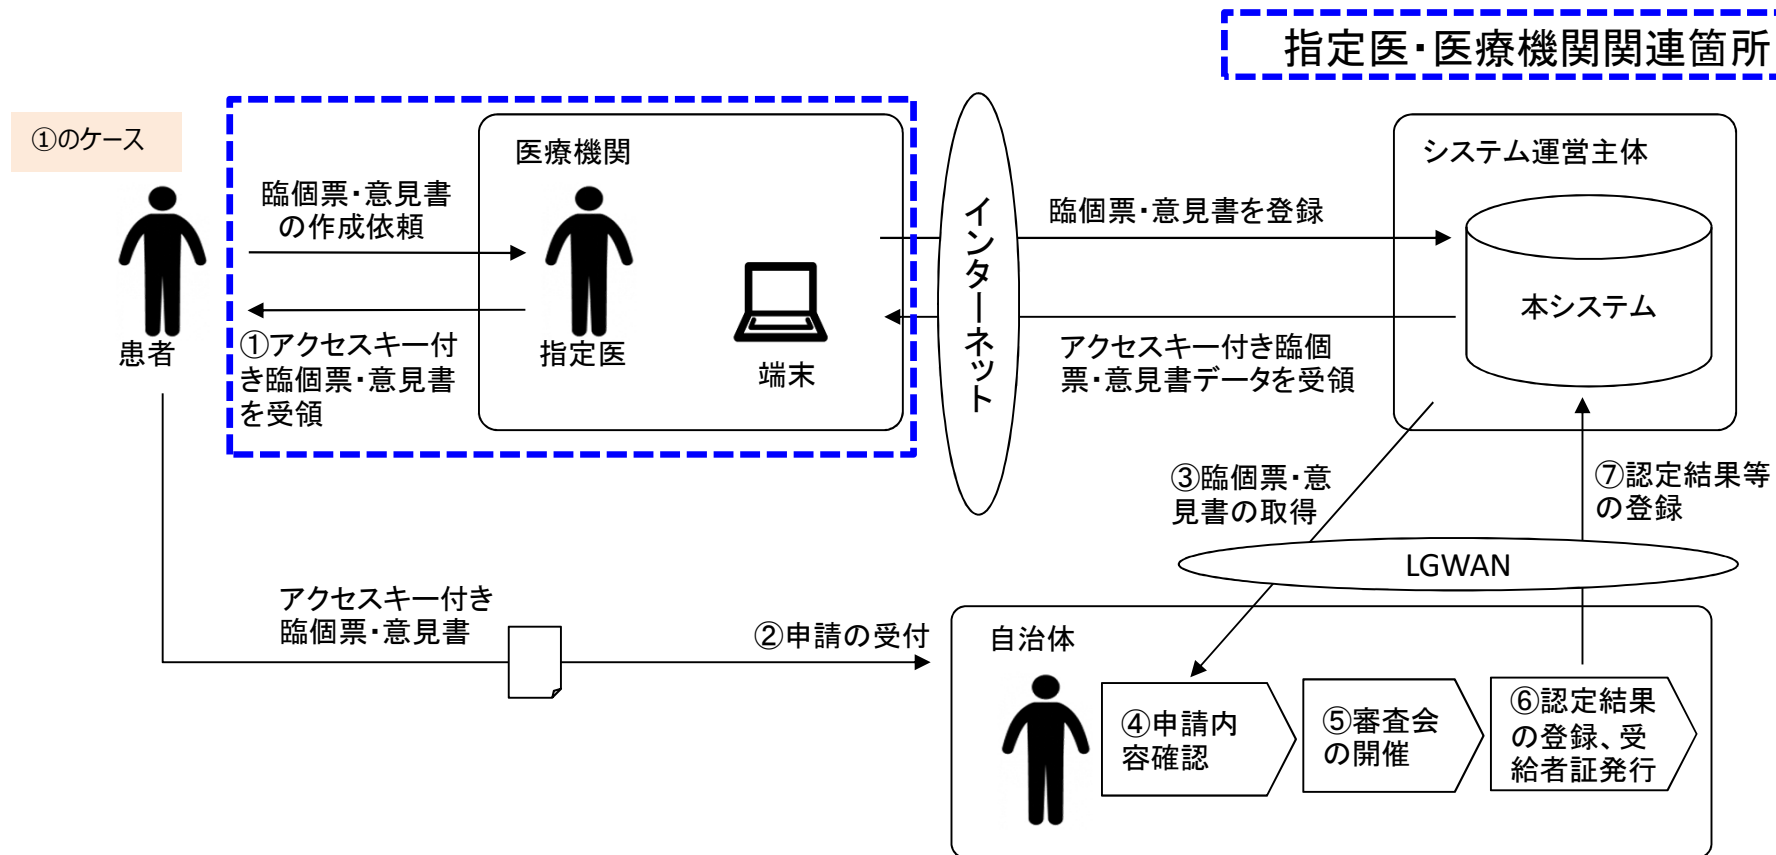 指定医・医療機関関連箇所
①のケース
患者
臨個票・意見書
の作成依頼
①アクセスキー付
き臨個票・意見書
を受領
医療機関
指定医
端末
インターネット
臨個票・意見書を登録
アクセスキー付き臨個
票・意見書データを受領
システム運営主体
本システム
③臨個票・意
見書の取得
⑦認定結果等
の登録
LGWAN
アクセスキー付き
臨個票・意見書
②申請の受付
自治体
④申請内
容確認
⑤審査会
の開催
⑥認定結果
の登録、受
給者証発行